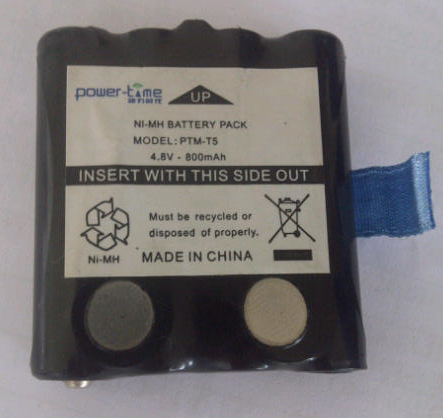 power-time
UP
NI-MH BATTERY PACK
MODEL: PTM-T5
4.8V - 800mAh
INSERT WITH THIS SIDE OUT
Must be recycled or
disposed of properly.
Ni-MH
MADE IN CHINA